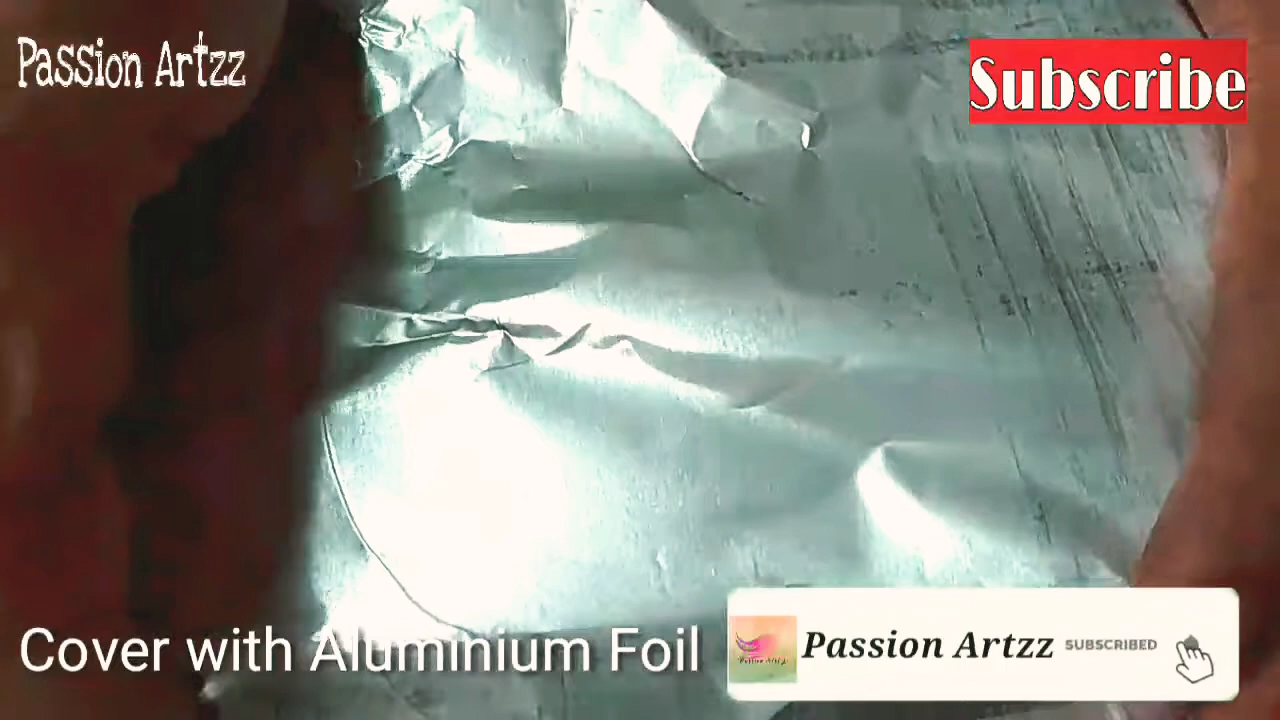 Passion Artzz
Subscribe
Cover with Aluminium Foil
Passion Artzz SUBSCRIBED